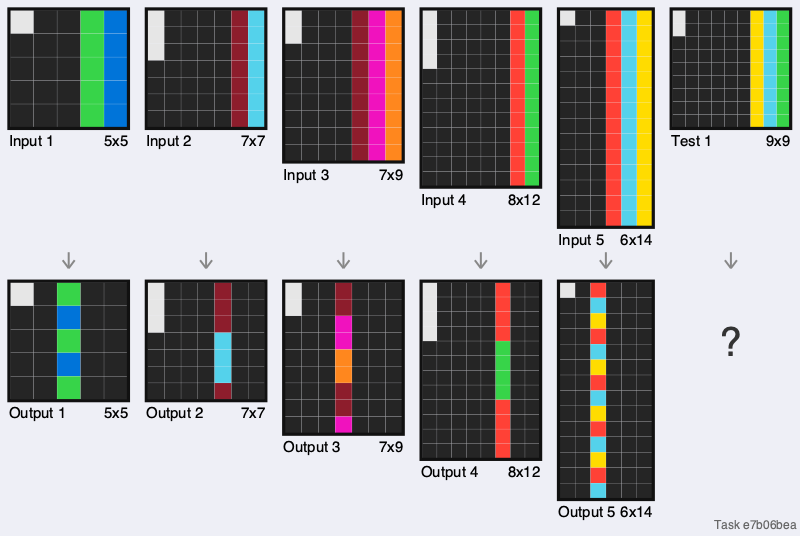 Input 1 5x5
Input 2 7x7
Input 3 7x9
Input 4 8x12
Input 5 6x14
Test 1 9x9
?
Output 1 5x5
Output 2 7x7
Output 3 7x9
Output 4 8x12
Output 5 6x14
Task e7b06bea